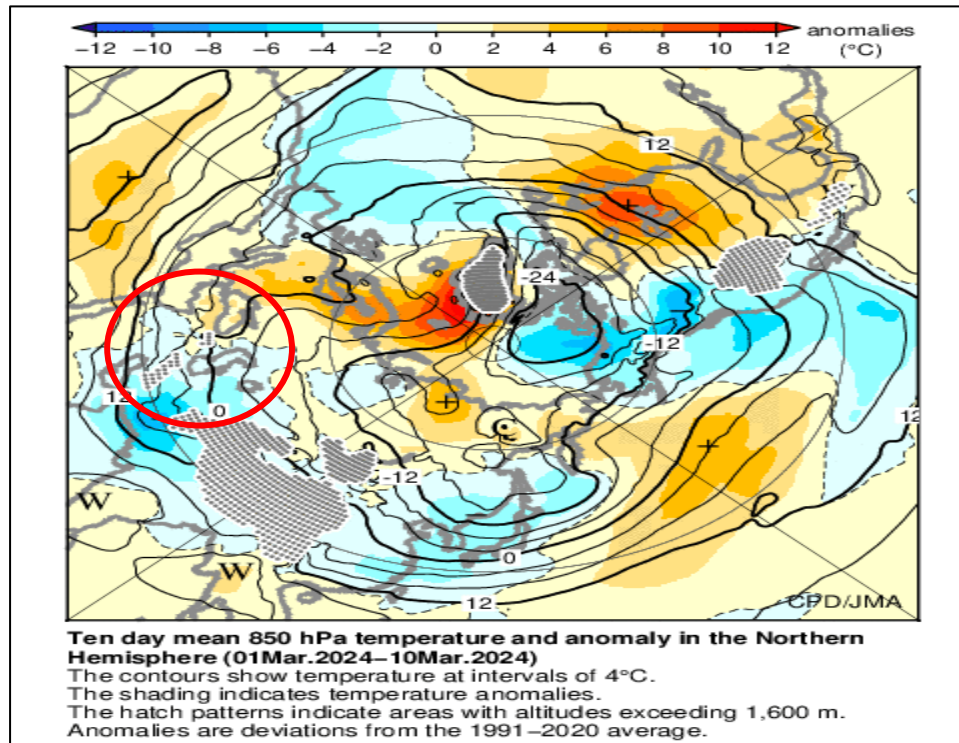 anomalies
−12 −10 −8 −6 −4 −2 0 2 4 6 8 10 12 (°C)
12
-24
-12
12
0
12
-12
W
0
W
12
CPD/JMA
Ten day mean 850 hPa temperature and anomaly in the Northern
Hemisphere (01Mar.2024−10Mar.2024)
The contours show temperature at intervals of 4°C.
The shading indicates temperature anomalies.
The hatch patterns indicate areas with altitudes exceeding 1,600 m.
Anomalies are deviations from the 1991−2020 average.